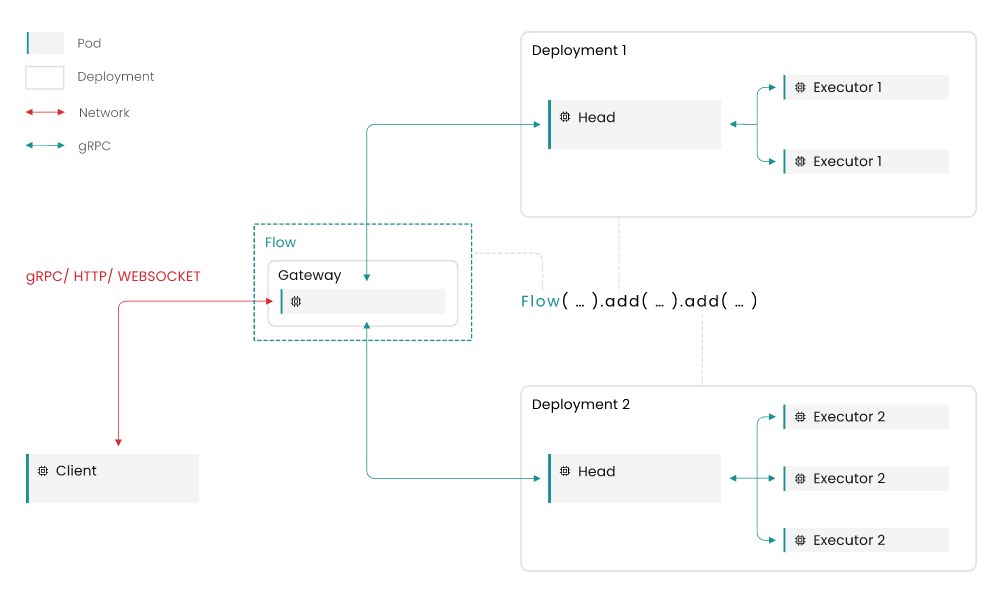 Pod
Deployment
Network
gRPC
Deployment 1
Head
Executor 1
Executor 1
Flow
Gateway
gRPC/ HTTP/ WEBSOCKET
Flow( … ).add( … ).add( … )
Client
Deployment 2
Head
Executor 2
Executor 2
Executor 2